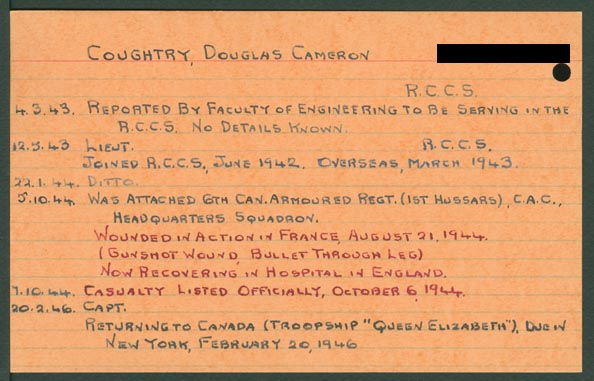 COUGHTRY, DOUGLAS CAMERON
R.C.C.S.
4.3.43. REPORTED BY FACULTY OF ENGINEERING TO BE SERVING IN THE
R.C.C.S. NO DETAILS KNOWN.
12.5.43 LIEUT. R.C.C.S.
JOINED R.C.C.S, JUNE 1942. OVERSEAS, MARCH 1943.
22.1.44. DITTO.
5.10.44. WAS ATTACHED 6TH CAN. ARMOURED REGT. (1ST HUSSARS), C.A.C.,
HEADQUARTERS SQUADRON.
WOUNDED IN ACTION IN FRANCE, AUGUST 21, 1944.
(GUNSHOT WOUND, BULLET THROUGH LEG)
NOW RECOVERING IN HOSPITAL IN ENGLAND.
7.10.44. CASUALTY LISTED OFFICIALLY, OCTOBER 6, 1944.
20.2.46. CAPT.
RETURNING TO CANADA (TROOPSHIP "QUEEN ELIZABETH"), DUE IN
NEW YORK, FEBRUARY 20, 1946